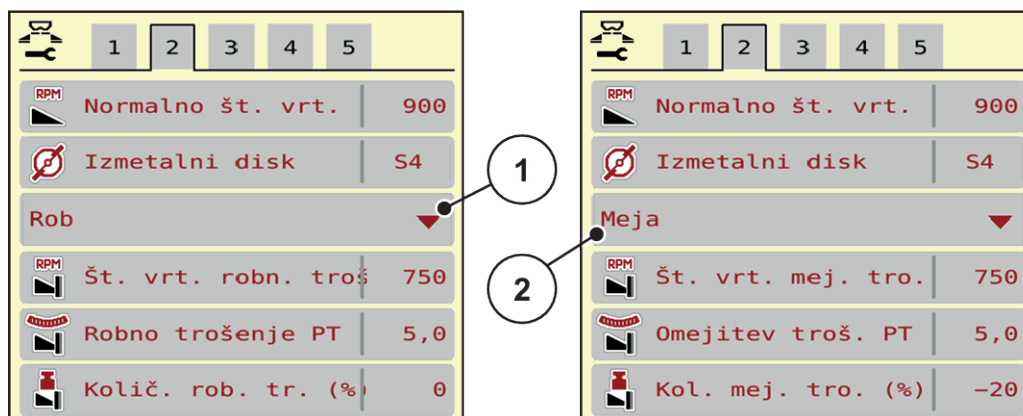 1 2 3 4 5
RPM Normalno št. vrt. 900
Izmetalni disk S4
Rob
RPM Št. vrt. robn. troš 750
Robno trošenje PT 5,0
Količ. rob. tr. (%) 0
1
2
1 2 3 4 5
RPM Normalno št. vrt. 900
Izmetalni disk S4
Meja
RPM Št. vrt. mej. tro. 750
Omejitev troš. PT 5,0
Kol. mej. tro. (%) −20